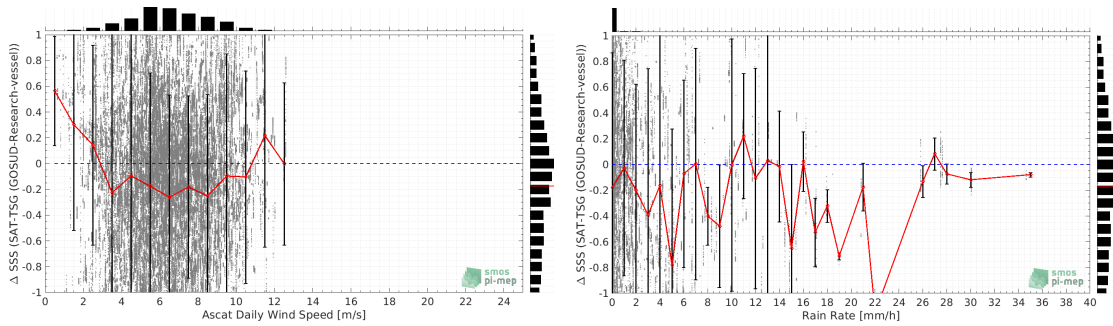 1
0.8
0.6
0.4
0.2
0
-0.2
-0.4
-0.6
-0.8
-1
Δ SSS (SAT-TSG (GOSUD-Research-vessel))
0 2 4 6 8 10 12 14 16 18 20 22 24
Ascat Daily Wind Speed [m/s]
smos
pi-mep
1
0.8
0.6
0.4
0.2
0
-0.2
-0.4
-0.6
-0.8
-1
Δ SSS (SAT-TSG (GOSUD-Research-vessel))
0 2 4 6 8 10 12 14 16 18 20 22 24 26 28 30 32 34 36 38 40
Rain Rate [mm/h]
smos
pi-mep